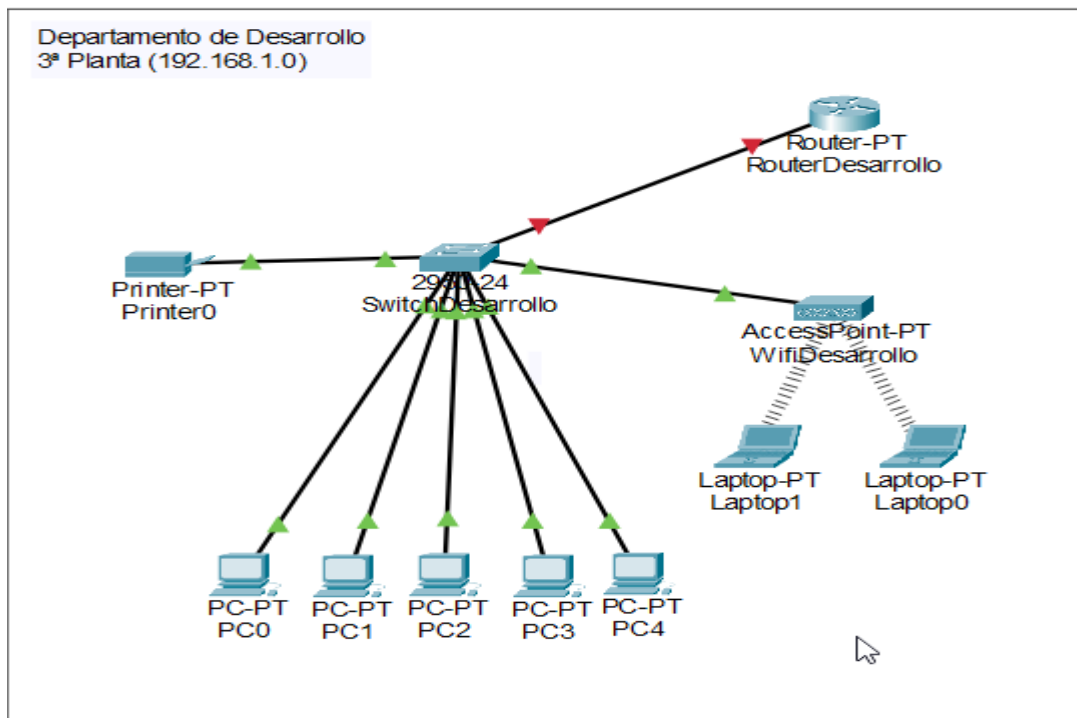 Departamento de Desarrollo
3ª Planta (192.168.1.0)
Router-PT
RouterDesarrollo
Printer-PT
Printer0
2950-24
SwitchDesarrollo
AccessPoint-PT
WifiDesarrollo
Laptop-PT
Laptop1
Laptop-PT
Laptop0
PC-PT
PC0
PC-PT
PC1
PC-PT
PC2
PC-PT
PC3
PC-PT
PC4